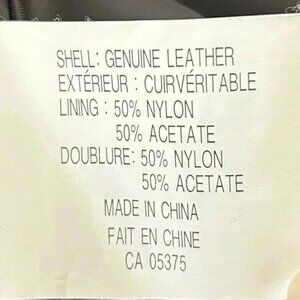 SHELL: GENUINE LEATHER
EXTÉRIEUR : CUIRVÉRITABLE
LINING : 50% NYLON
50% ACETATE
DOUBLURE: 50% NYLON
50% ACETATE
MADE IN CHINA
FAIT EN CHINE
CA 05375